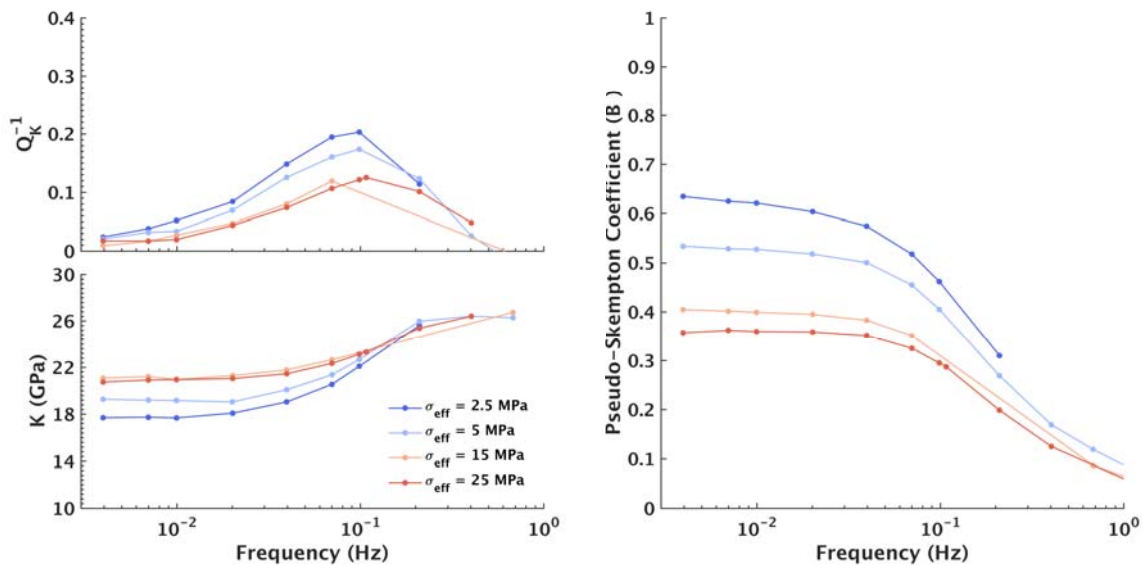 0.4
0.3
0.2
0.1
0
Q_K^-1
30
26
22
18
14
10
K (GPa)
σ_eff = 2.5 MPa
σ_eff = 5 MPa
σ_eff = 15 MPa
σ_eff = 25 MPa
10^-2 10^-1 10^0
Frequency (Hz)
1
0.9
0.8
0.7
0.6
0.5
0.4
0.3
0.2
0.1
0
Pseudo-Skempton Coefficient (B )
10^-2 10^-1 10^0
Frequency (Hz)